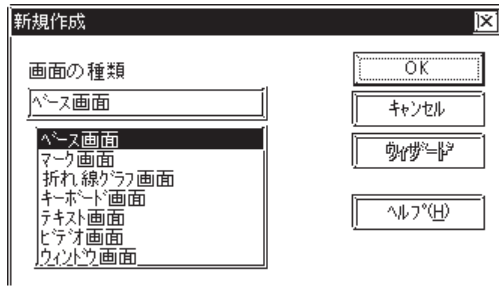 新規作成
画面の種類
ﾍﾞｰｽ画面
ﾍﾞｰｽ画面
ﾏｰｸ画面
折れ線ｸﾞﾗﾌ画面
ｷｰﾎﾞｰﾄﾞ画面
ﾃｷｽﾄ画面
ﾋﾞﾃﾞｵ画面
ｳｨﾝﾄﾞｳ画面
OK
ｷｬﾝｾﾙ
ｳｨｻﾞｰﾄﾞ
ﾍﾙﾌﾟ(H)